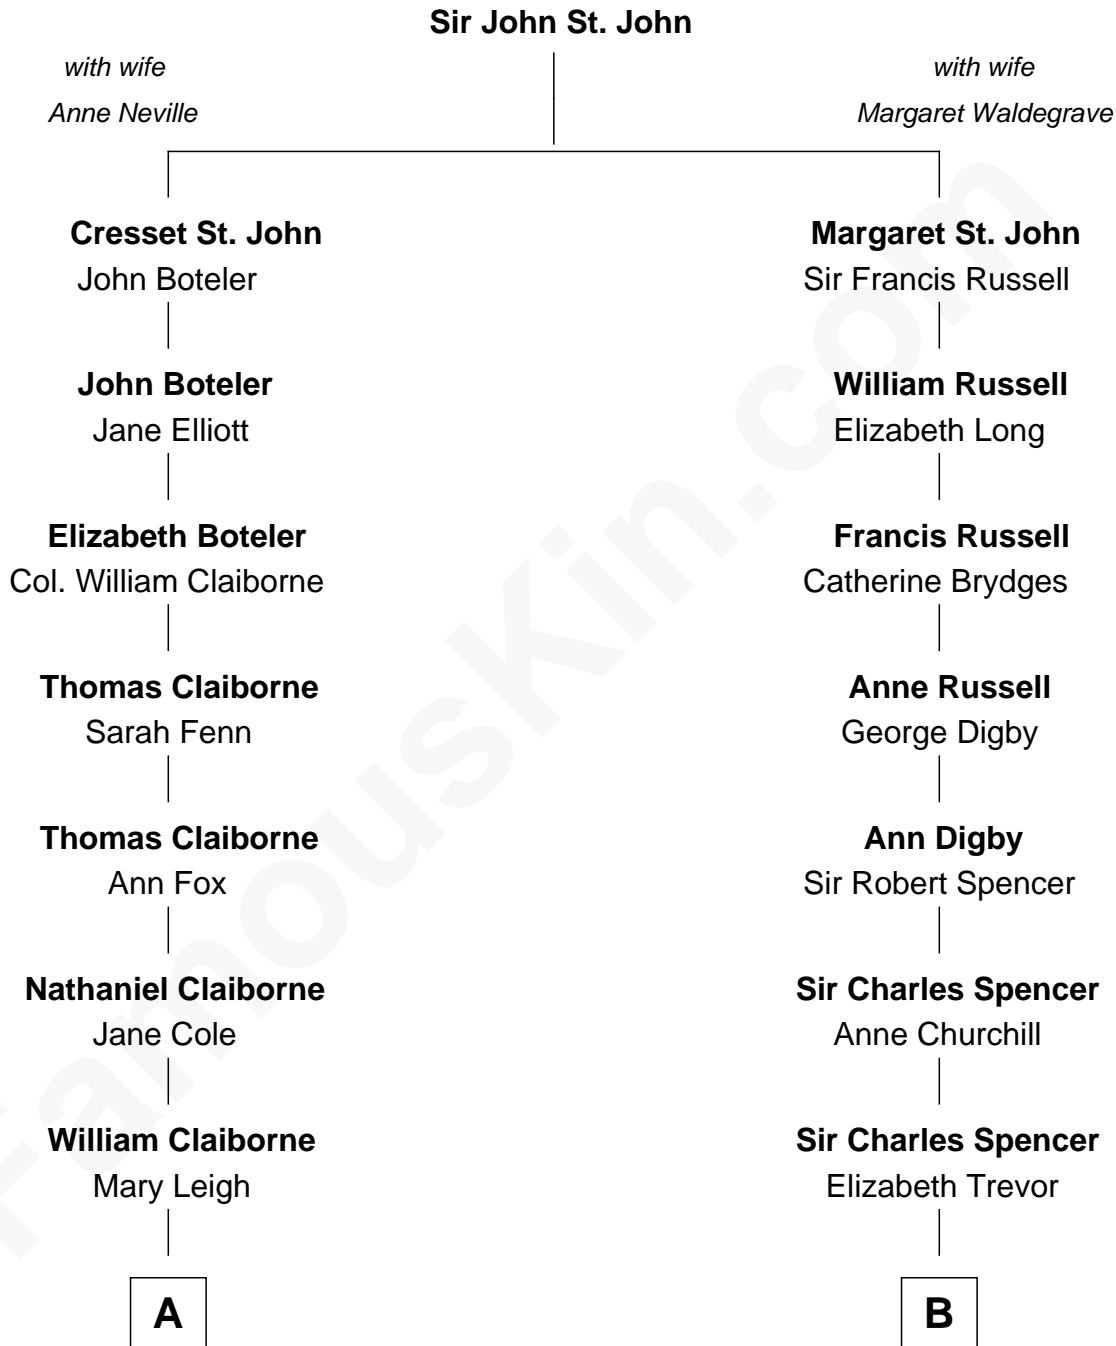 Sir John St. John
with wife
Anne Neville
with wife
Margaret Waldegrave
Cresset St. John
John Boteler
Margaret St. John
Sir Francis Russell
John Boteler
Jane Elliott
William Russell
Elizabeth Long
Elizabeth Boteler
Col. William Claiborne
Francis Russell
Catherine Brydges
Thomas Claiborne
Sarah Fenn
Anne Russell
George Digby
Thomas Claiborne
Ann Fox
Ann Digby
Sir Robert Spencer
Nathaniel Claiborne
Jane Cole
Sir Charles Spencer
Anne Churchill
William Claiborne
Mary Leigh
Sir Charles Spencer
Elizabeth Trevor
A
B
FamousKin.com